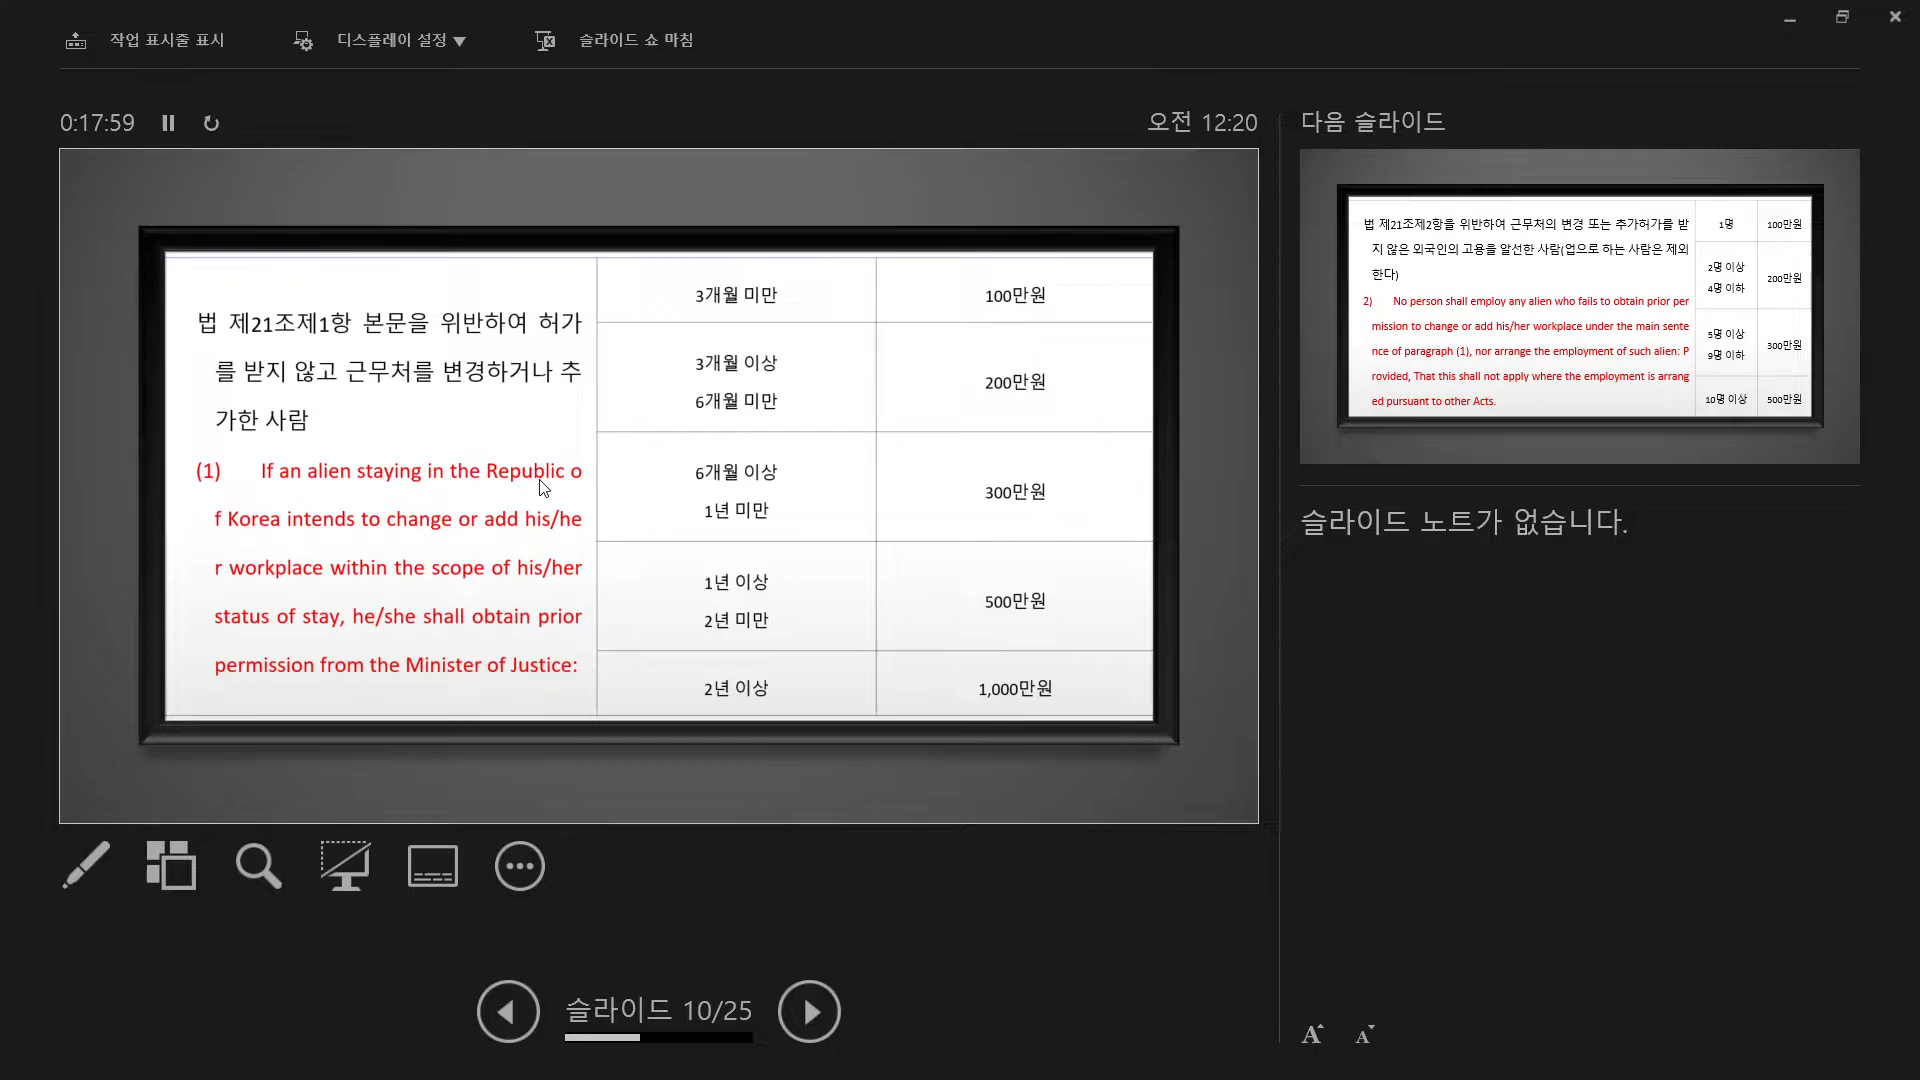 작업 표시줄 표시
디스플레이 설정 ▼
슬라이드 쇼 마침
0:17:59
오전 12:20
다음 슬라이드
법 제21조제1항 본문을 위반하여 허가
를 받지 않고 근무처를 변경하거나 추
가한 사람
(1) If an alien staying in the Republic o
f Korea intends to change or add his/he
r workplace within the scope of his/her
status of stay, he/she shall obtain prior
permission from the Minister of Justice:
3개월 미만
100만원
3개월 이상
6개월 미만
200만원
6개월 이상
1년 미만
300만원
1년 이상
2년 미만
500만원
2년 이상
1,000만원
법 제21조제2항을 위반하여 근무처의 변경 또는 추가허가를 받
지 않은 외국인의 고용을 알선한 사람(업으로 하는 사람은 제외
한다)
2) No person shall employ any alien who fails to obtain prior per
mission to change or add his/her workplace under the main sente
nce of paragraph (1), nor arrange the employment of such alien: P
rovided, That this shall not apply where the employment is arrang
ed pursuant to other Acts.
1명
100만원
2명 이상
4명 이하
200만원
5명 이상
9명 이하
300만원
10명 이상
500만원
슬라이드 노트가 없습니다.
슬라이드 10/25
A
A